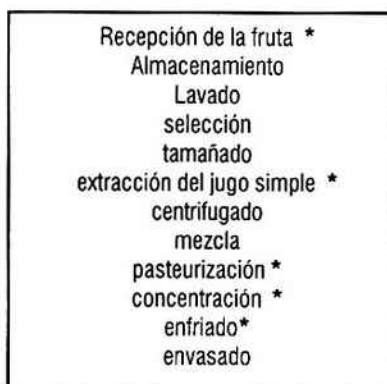 Recepción de la fruta *
Almacenamiento
Lavado
selección
tamañado
extracción del jugo simple *
centrifugado
mezcla
pasteurización *
concentración *
enfriado*
envasado